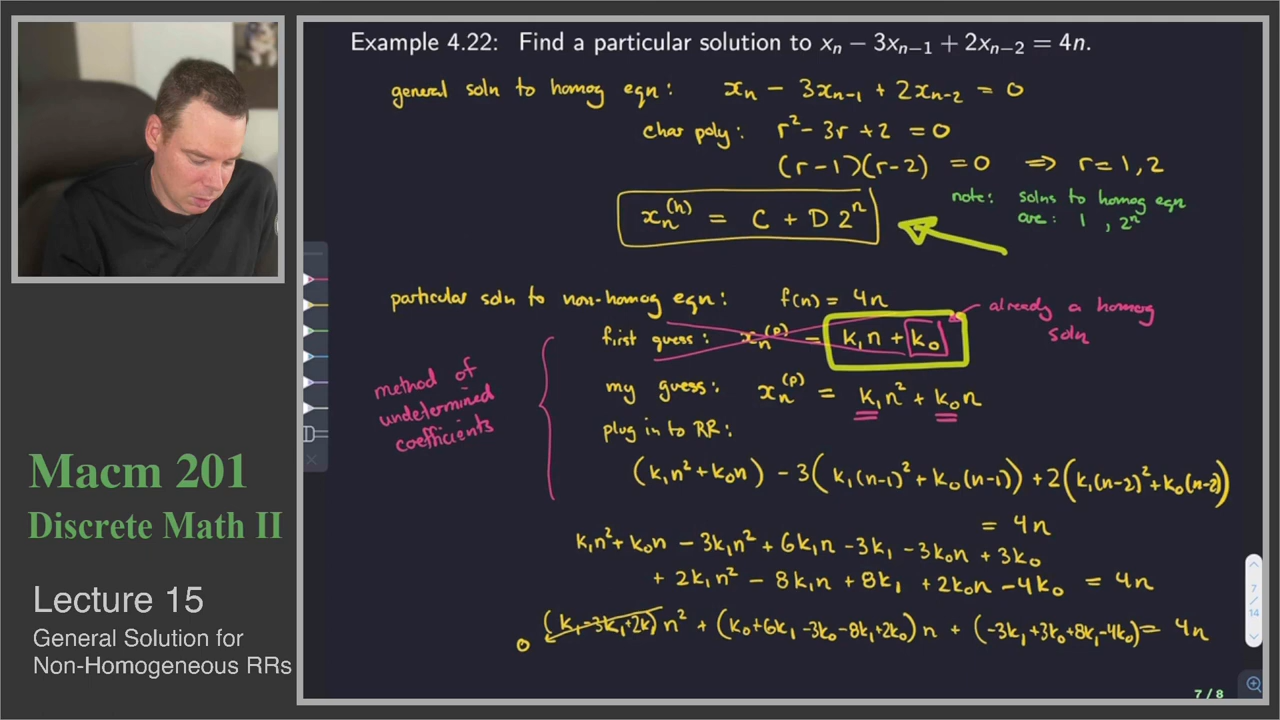 Example 4.22: Find a particular solution to xₙ − 3xₙ₋₁ + 2xₙ₋₂ = 4n.
general soln to homog eqn: xₙ − 3xₙ₋₁ + 2xₙ₋₂ = 0
char poly: r² − 3r + 2 = 0
(r−1)(r−2) = 0 ⇒ r = 1, 2
note: solns to homog eqn
are: 1, 2ⁿ
xₙ⁽ʰ⁾ = C + D 2ⁿ
particular soln to non-homog eqn: f(n) = 4n
already a homog
soln
first guess: xₙ⁽ᵖ⁾ = k₁n + k₀
method of
undetermined
coefficients
my guess: xₙ⁽ᵖ⁾ = k₁n² + k₀n
plug in to RR:
(k₁n² + k₀n) − 3(k₁(n−1)² + k₀(n−1)) + 2(k₁(n−2)² + k₀(n−2))
= 4n
k₁n² + k₀n − 3k₁n² + 6k₁n − 3k₁ − 3k₀n + 3k₀
+ 2k₁n² − 8k₁n + 8k₁ + 2k₀n − 4k₀ = 4n
(k₁−3k₁+2k₁)n² + (k₀+6k₁−3k₀−8k₁+2k₀)n + (−3k₁+3k₀+8k₁−4k₀) = 4n
0
Macm 201
Discrete Math II
Lecture 15
General Solution for
Non-Homogeneous RRs
7
14
7 / 8